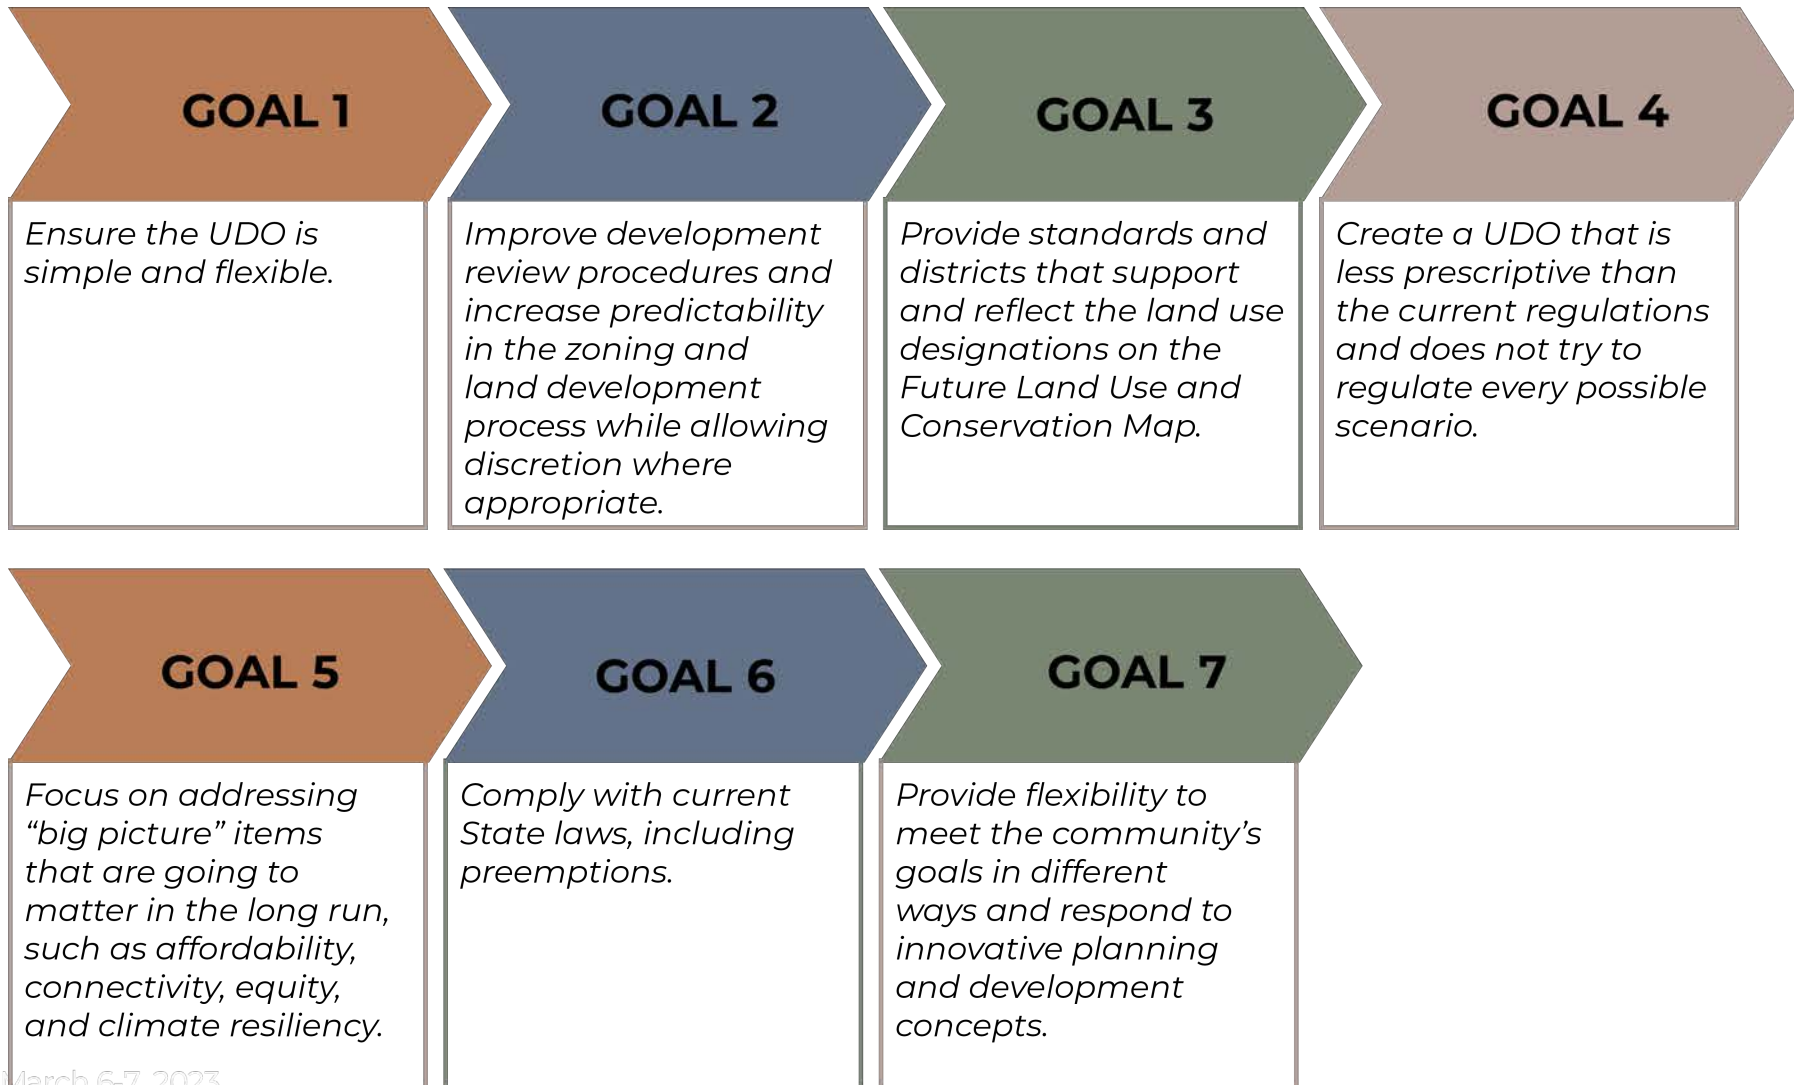 GOAL 1
Ensure the UDO is
simple and flexible.
GOAL 2
Improve development
review procedures and
increase predictability
in the zoning and
land development
process while allowing
discretion where
appropriate.
GOAL 3
Provide standards and
districts that support
and reflect the land use
designations on the
Future Land Use and
Conservation Map.
GOAL 4
Create a UDO that is
less prescriptive than
the current regulations
and does not try to
regulate every possible
scenario.
GOAL 5
Focus on addressing
“big picture” items
that are going to
matter in the long run,
such as affordability,
connectivity, equity,
and climate resiliency.
GOAL 6
Comply with current
State laws, including
preemptions.
GOAL 7
Provide flexibility to
meet the community’s
goals in different
ways and respond to
innovative planning
and development
concepts.
March 6-7, 2023